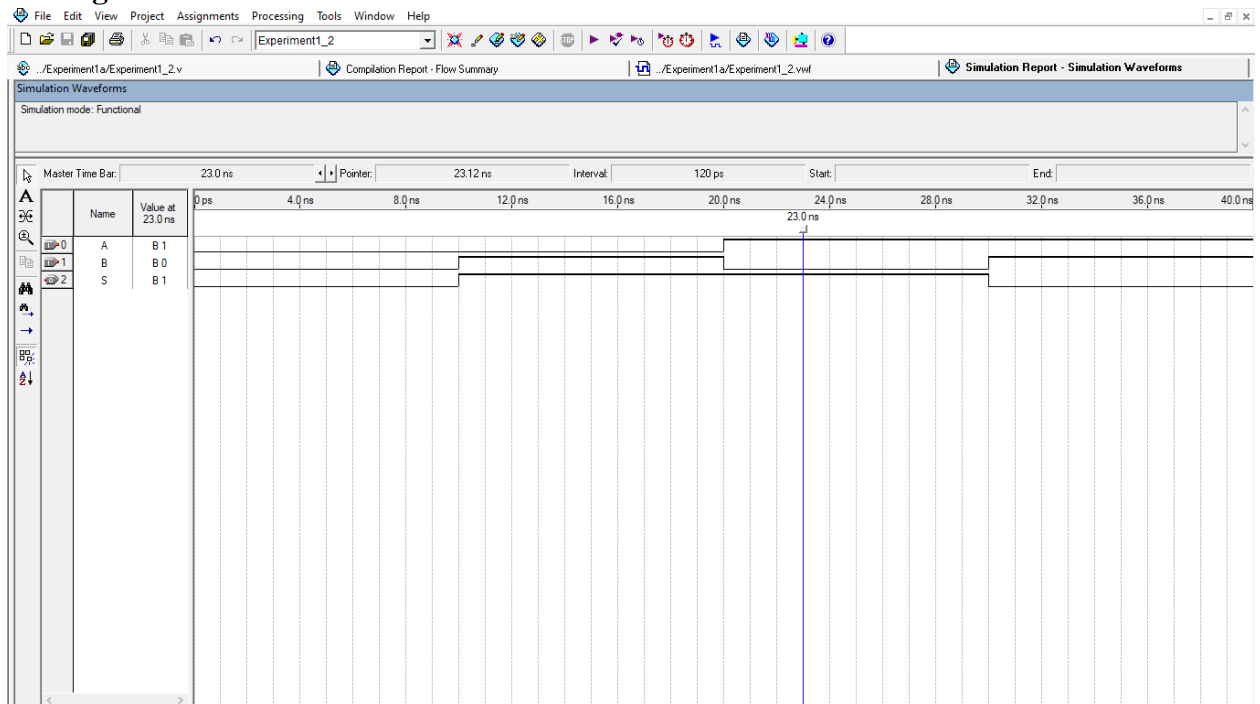 File Edit View Project Assignments Processing Tools Window Help
Experiment1_2
abc ../Experiment1a/Experiment1_2.v Compilation Report - Flow Summary ../Experiment1a/Experiment1_2.vwf Simulation Report - Simulation Waveforms
Simulation Waveforms
Simulation mode: Functional
Master Time Bar: 23.0 ns Pointer: 23.12 ns Interval: 120 ps Start: End:
Name Value at 23.0 ns
0 ps 4.0 ns 8.0 ns 12.0 ns 16.0 ns 20.0 ns 24.0 ns 28.0 ns 32.0 ns 36.0 ns 40.0 ns
23.0 ns
0 A B 1
1 B B 0
2 S B 1